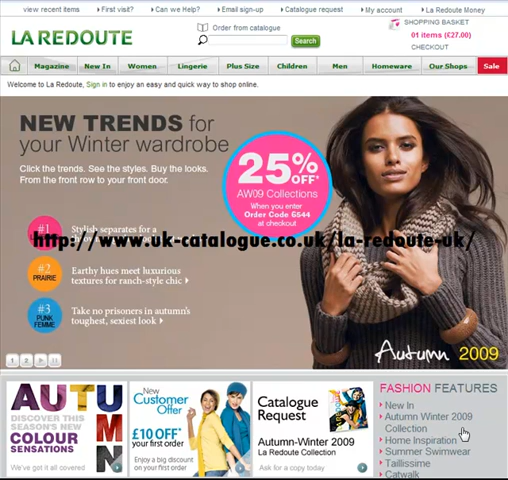 view recent items
First visit?
Can we Help?
Email sign-up
Catalogue request
My account
La Redoute Money
LA REDOUTE
Order from catalogue
Search
SHOPPING BASKET
01 items (£27.00)
CHECKOUT
Magazine New In Women Lingerie Plus Size Children Men Homeware Our Shops Sale
Welcome to La Redoute, Sign in to enjoy an easy and quick way to shop online.
NEW TRENDS for
your Winter wardrobe
Click the trends. See the styles. Buy the looks.
From the front row to your front door.
25% OFF*
AW09 Collections
When you enter
Order Code 6544
at checkout
#1
Stylish separates for a
http://www.uk-catalogue.co.uk/la-redoute-uk/
#2
PRAIRIE
Earthy hues meet luxurious
textures for ranch-style chic
#3
PUNK
FEMME
Take no prisoners in autumn's
toughest, sexiest look
Autumn 2009
1 2
AUTUMN
DISCOVER THIS
SEASON'S NEW
COLOUR
SENSATIONS
We've got it all covered
New
Customer
Offer
£10 OFF*
your first order
Enjoy a big discount
on your first order
Catalogue
Request
Autumn-Winter 2009
La Redoute Collection
Ask for a copy today
FASHION FEATURES
New In
Autumn Winter 2009
Collection
Home Inspiration
Summer Swimwear
Taillissime
Catwalk